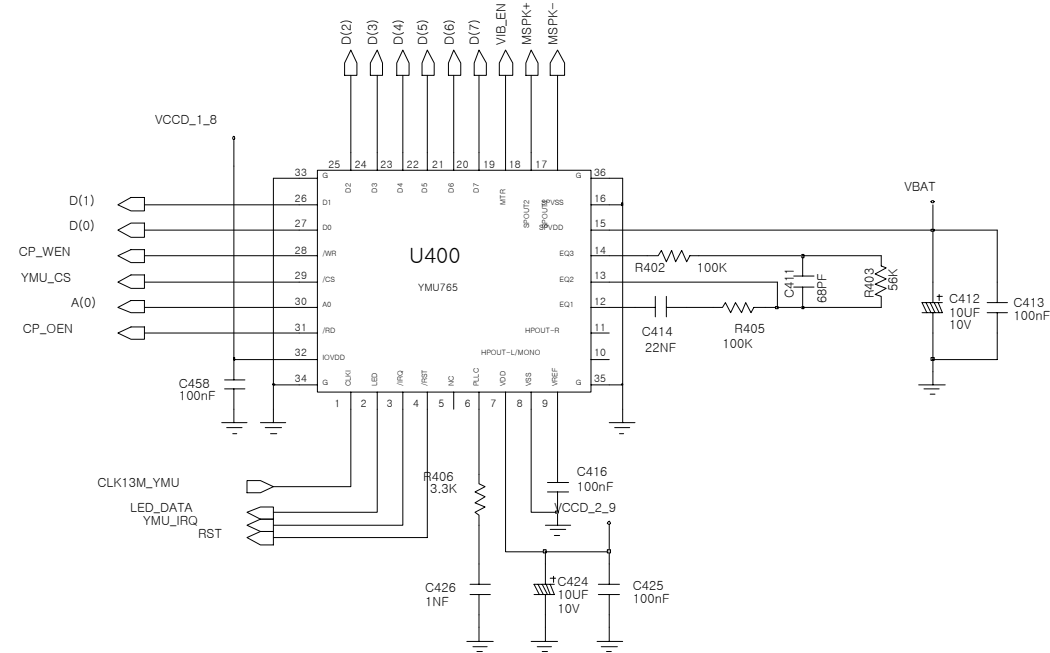 D(2)
D(3)
D(4)
D(5)
D(6)
D(7)
VIB_EN
MSPK+
MSPK-
VCCD_1_8
25 24 23 22 21 20 19 18 17
33 G
D2
D3
D4
D5
D6
D7
MTR
SPOUT2
G 36
D(1)
26 D1
SPVSS 16
VBAT
D(0)
27 D0
SPVDD 15
CP_WEN
28 /WR
U400
EQ3 14
R402 100K
YMU_CS
29 /CS
YMU765
EQ2 13
C411
68PF
R403
56K
A(0)
30 A0
EQ1 12
C414
22NF
R405
100K
C412
10UF
10V
C413
100nF
CP_OEN
31 /RD
HPOUT-R 11
32 IOVDD
HPOUT-L/MONO 10
C458
100nF
34 G
CLKI
LED
/IRQ
/RST
NC
PLLC
VDD
VSS
VREF
G 35
1 2 3 4 5 6 7 8 9
CLK13M_YMU
LED_DATA
YMU_IRQ
RST
R406
3.3K
C416
100nF
VCCD_2_9
C426
1NF
C424
10UF
10V
C425
100nF